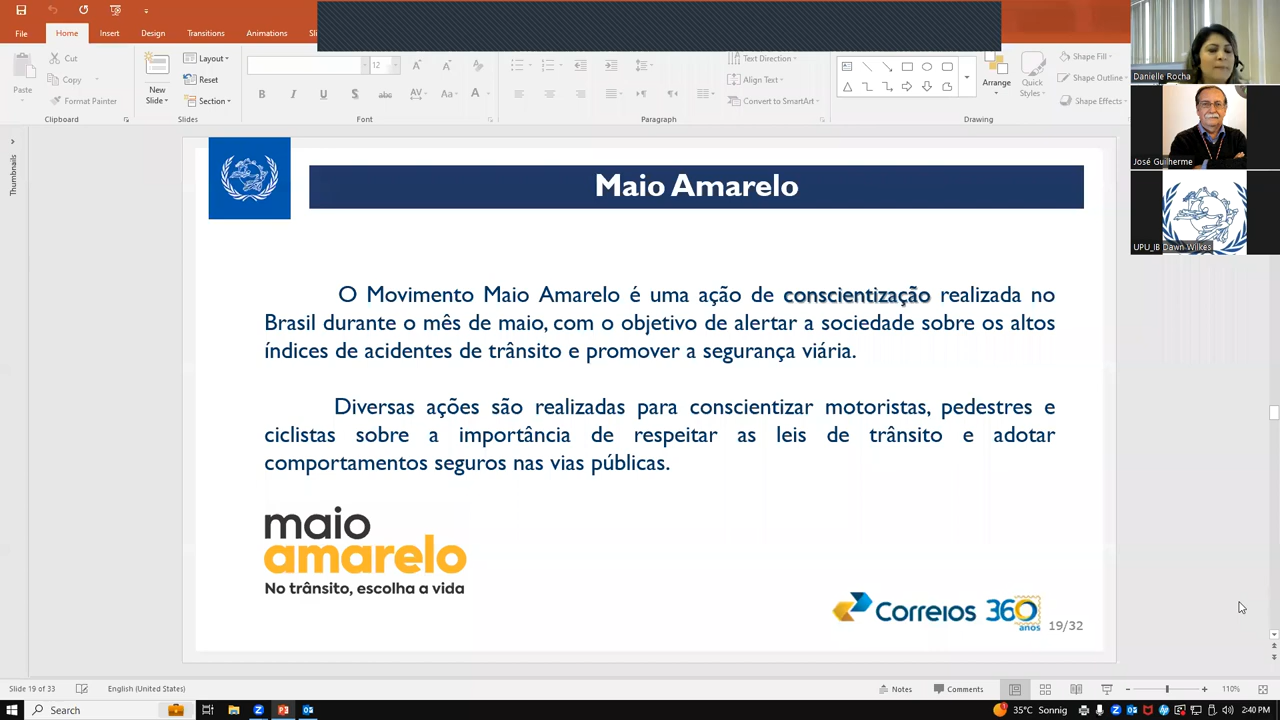 File Home Insert Design Transitions Animations Sli
Paste
Cut
Copy
Format Painter
Clipboard
New Slide
Layout
Reset
Section
Slides
12
B I U S abc AV Aa A
Font
Align Text
Convert to SmartArt
Paragraph
Arrange
Quick Styles
Shape Fill
Shape Outline
Shape Effects
Drawing
Danielle Rocha
José Guilherme
UPU_IB Dawn Wilkes
Thumbnails
Maio Amarelo
O Movimento Maio Amarelo é uma ação de conscientização realizada no
Brasil durante o mês de maio, com o objetivo de alertar a sociedade sobre os altos
índices de acidentes de trânsito e promover a segurança viária.
Diversas ações são realizadas para conscientizar motoristas, pedestres e
ciclistas sobre a importância de respeitar as leis de trânsito e adotar
comportamentos seguros nas vias públicas.
maio
amarelo
No trânsito, escolha a vida
Correios 360
anos
19/32
Slide 19 of 33 English (United States) Notes Comments 110%
Search 35°C Sonnig 2:40 PM